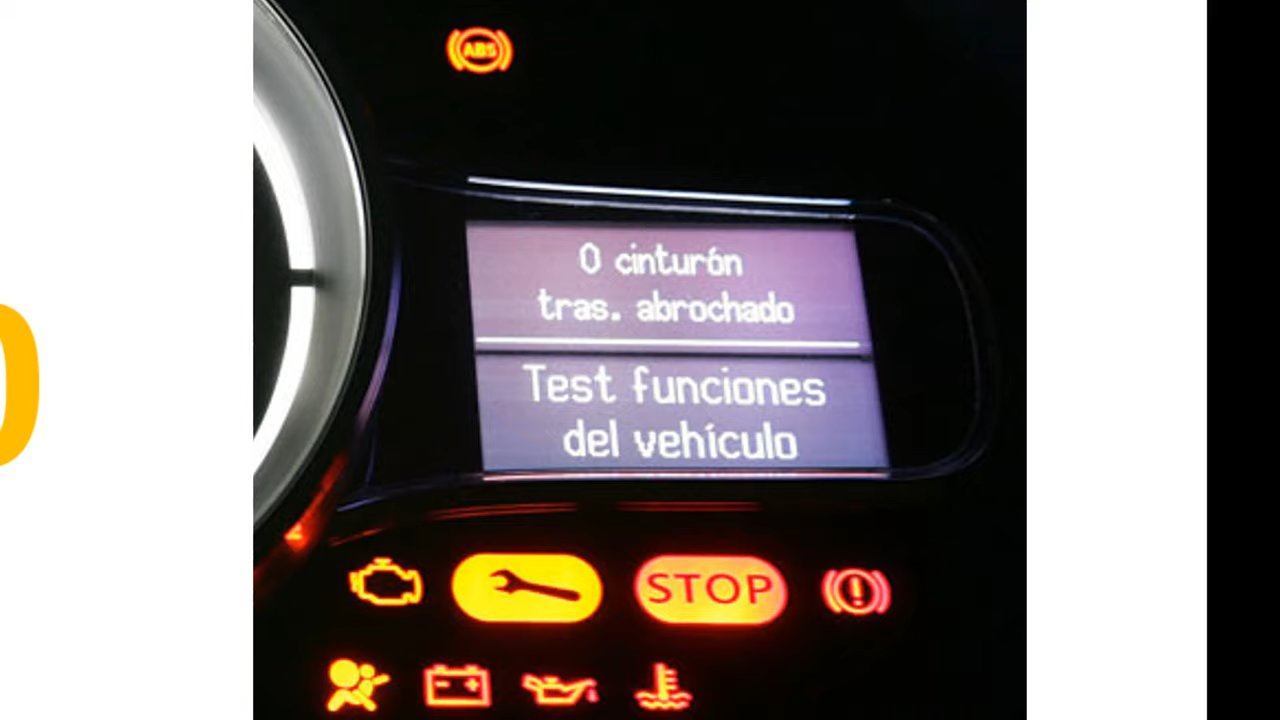 ABS
0 cinturón
tras. abrochado
Test funciones
del vehículo
STOP